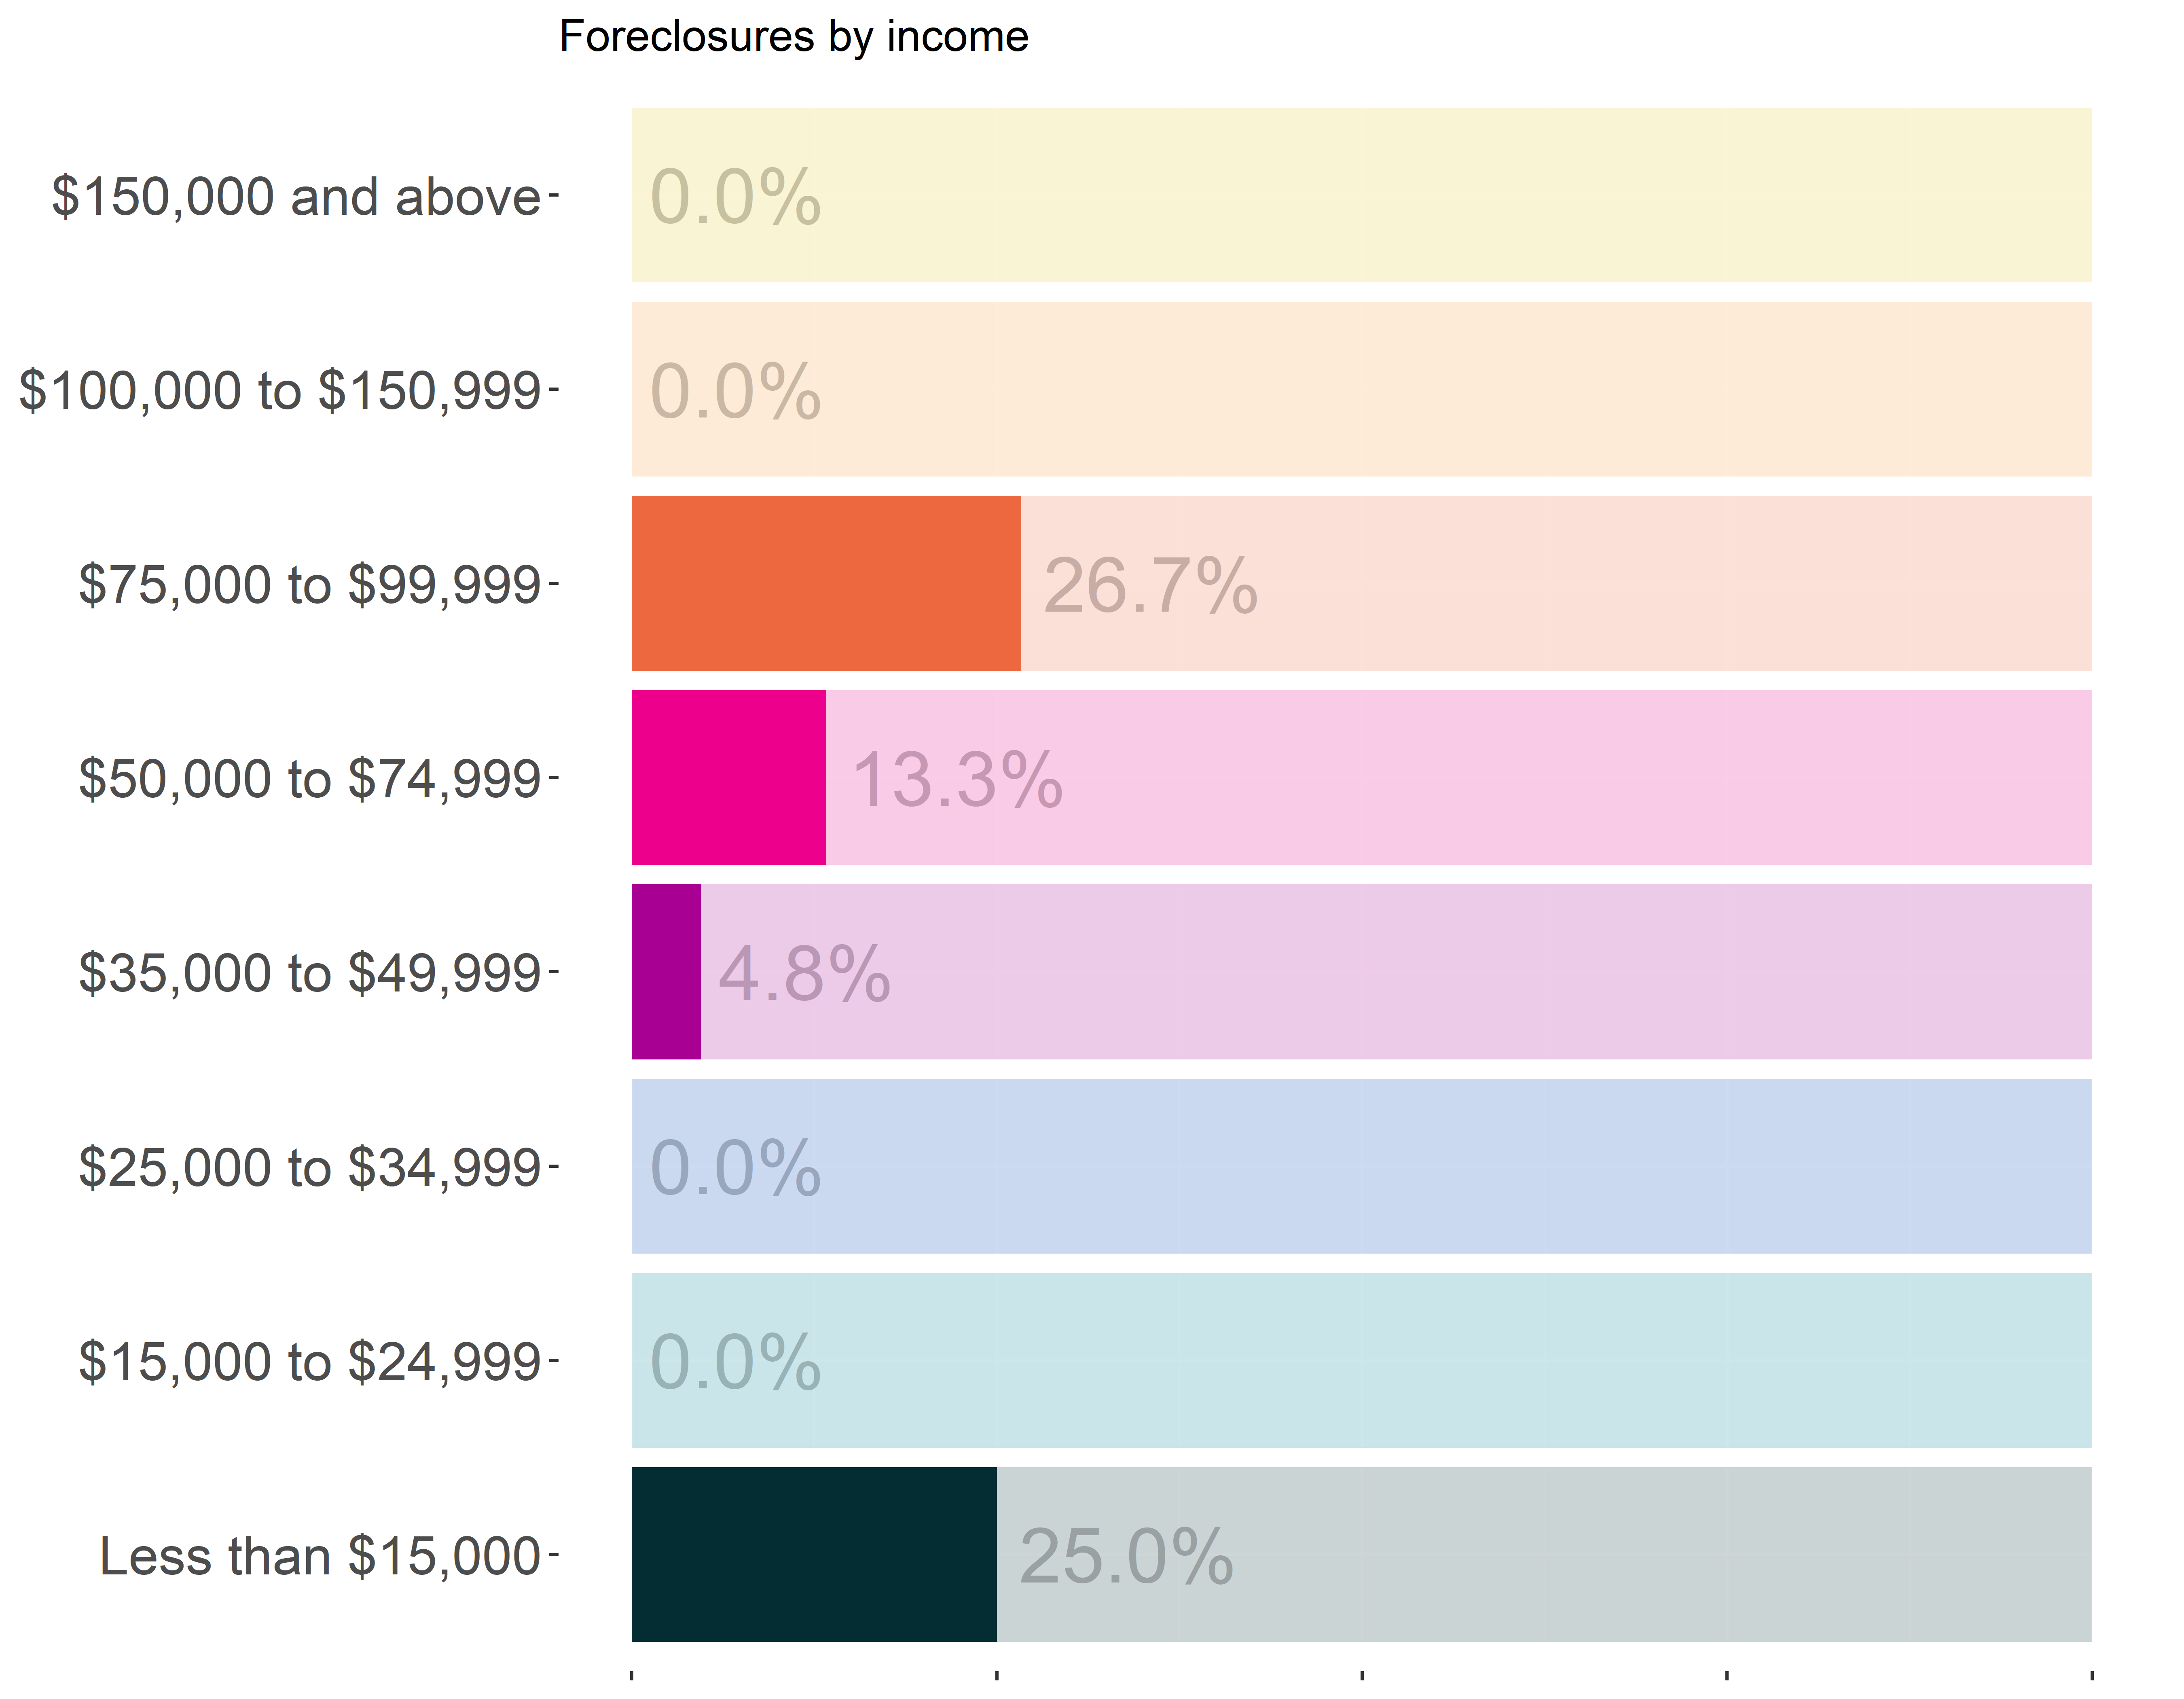 Foreclosures by income
$150,000 and above
0.0%
$100,000 to $150,999
0.0%
$75,000 to $99,999
26.7%
$50,000 to $74,999
13.3%
$35,000 to $49,999
4.8%
$25,000 to $34,999
0.0%
$15,000 to $24,999
0.0%
Less than $15,000
25.0%